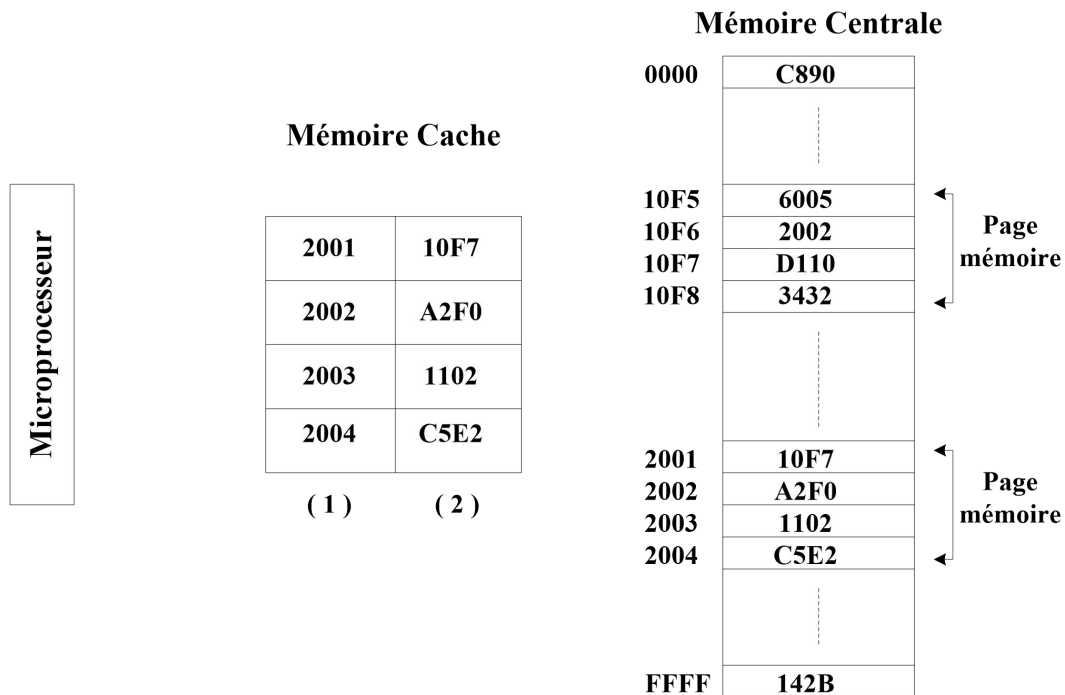 Mémoire Centrale
0000 C890
Mémoire Cache
Microprocesseur
2001 10F7
2002 A2F0
2003 1102
2004 C5E2
( 1 ) ( 2 )
10F5 6005
10F6 2002
10F7 D110
10F8 3432
Page
mémoire
2001 10F7
2002 A2F0
2003 1102
2004 C5E2
Page
mémoire
FFFF 142B